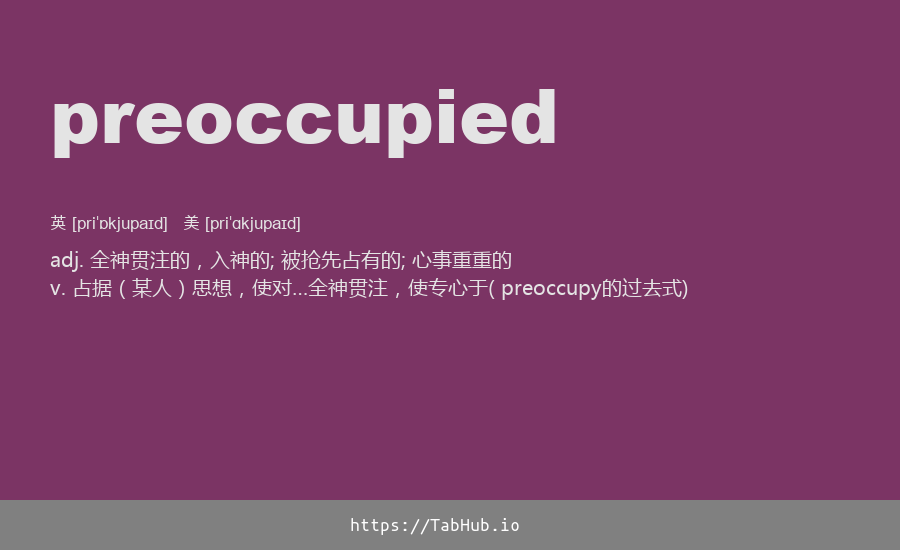 preoccupied
英 [priˈɒkjupaɪd] 美 [priˈɑkjupaɪd]
adj. 全神贯注的，入神的; 被抢先占有的; 心事重重的
v. 占据（某人）思想，使对…全神贯注，使专心于( preoccupy的过去式)
https://TabHub.io